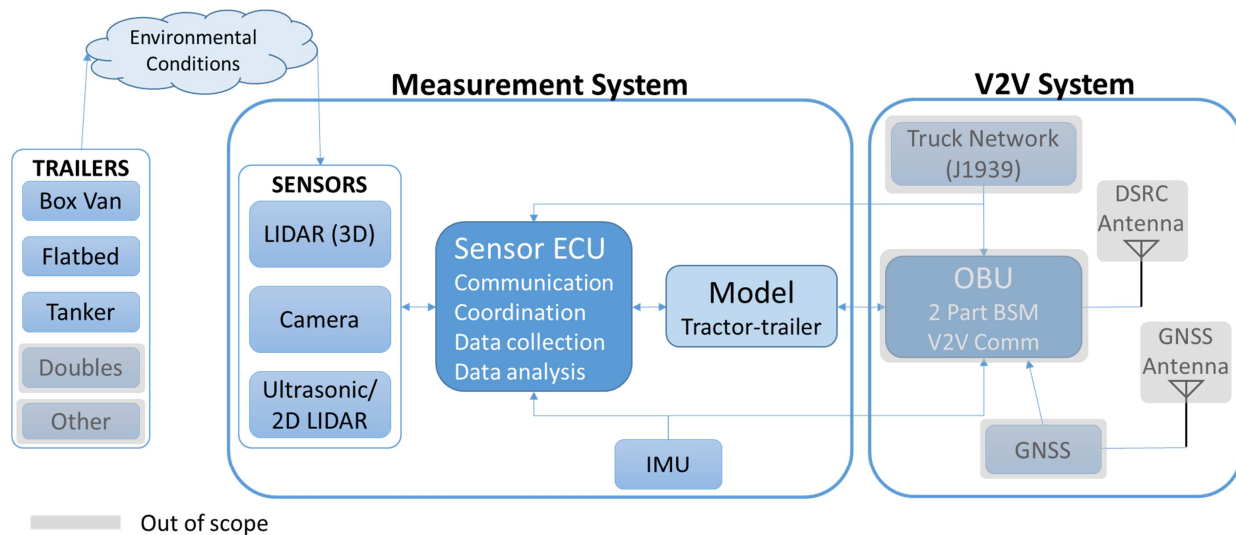 Environmental
Conditions
Measurement System
V2V System
TRAILERS
Box Van
Flatbed
Tanker
Doubles
Other
SENSORS
LIDAR (3D)
Camera
Ultrasonic/
2D LIDAR
Sensor ECU
Communication
Coordination
Data collection
Data analysis
Model
Tractor-trailer
IMU
Truck Network
(J1939)
OBU
2 Part BSM
V2V Comm
GNSS
DSRC
Antenna
GNSS
Antenna
Out of scope